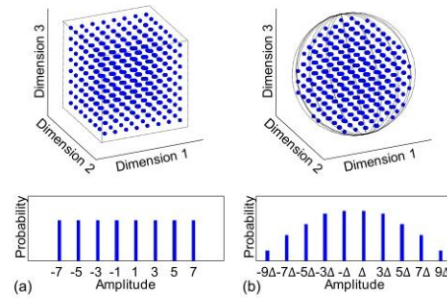 Dimension 3
Dimension 2
Dimension 1
Dimension 3
Dimension 2
Dimension 1
Probability
-7 -5 -3 -1 1 3 5 7
(a) Amplitude
Probability
-9Δ -7Δ -5Δ -3Δ -Δ Δ 3Δ 5Δ 7Δ 9Δ
(b) Amplitude